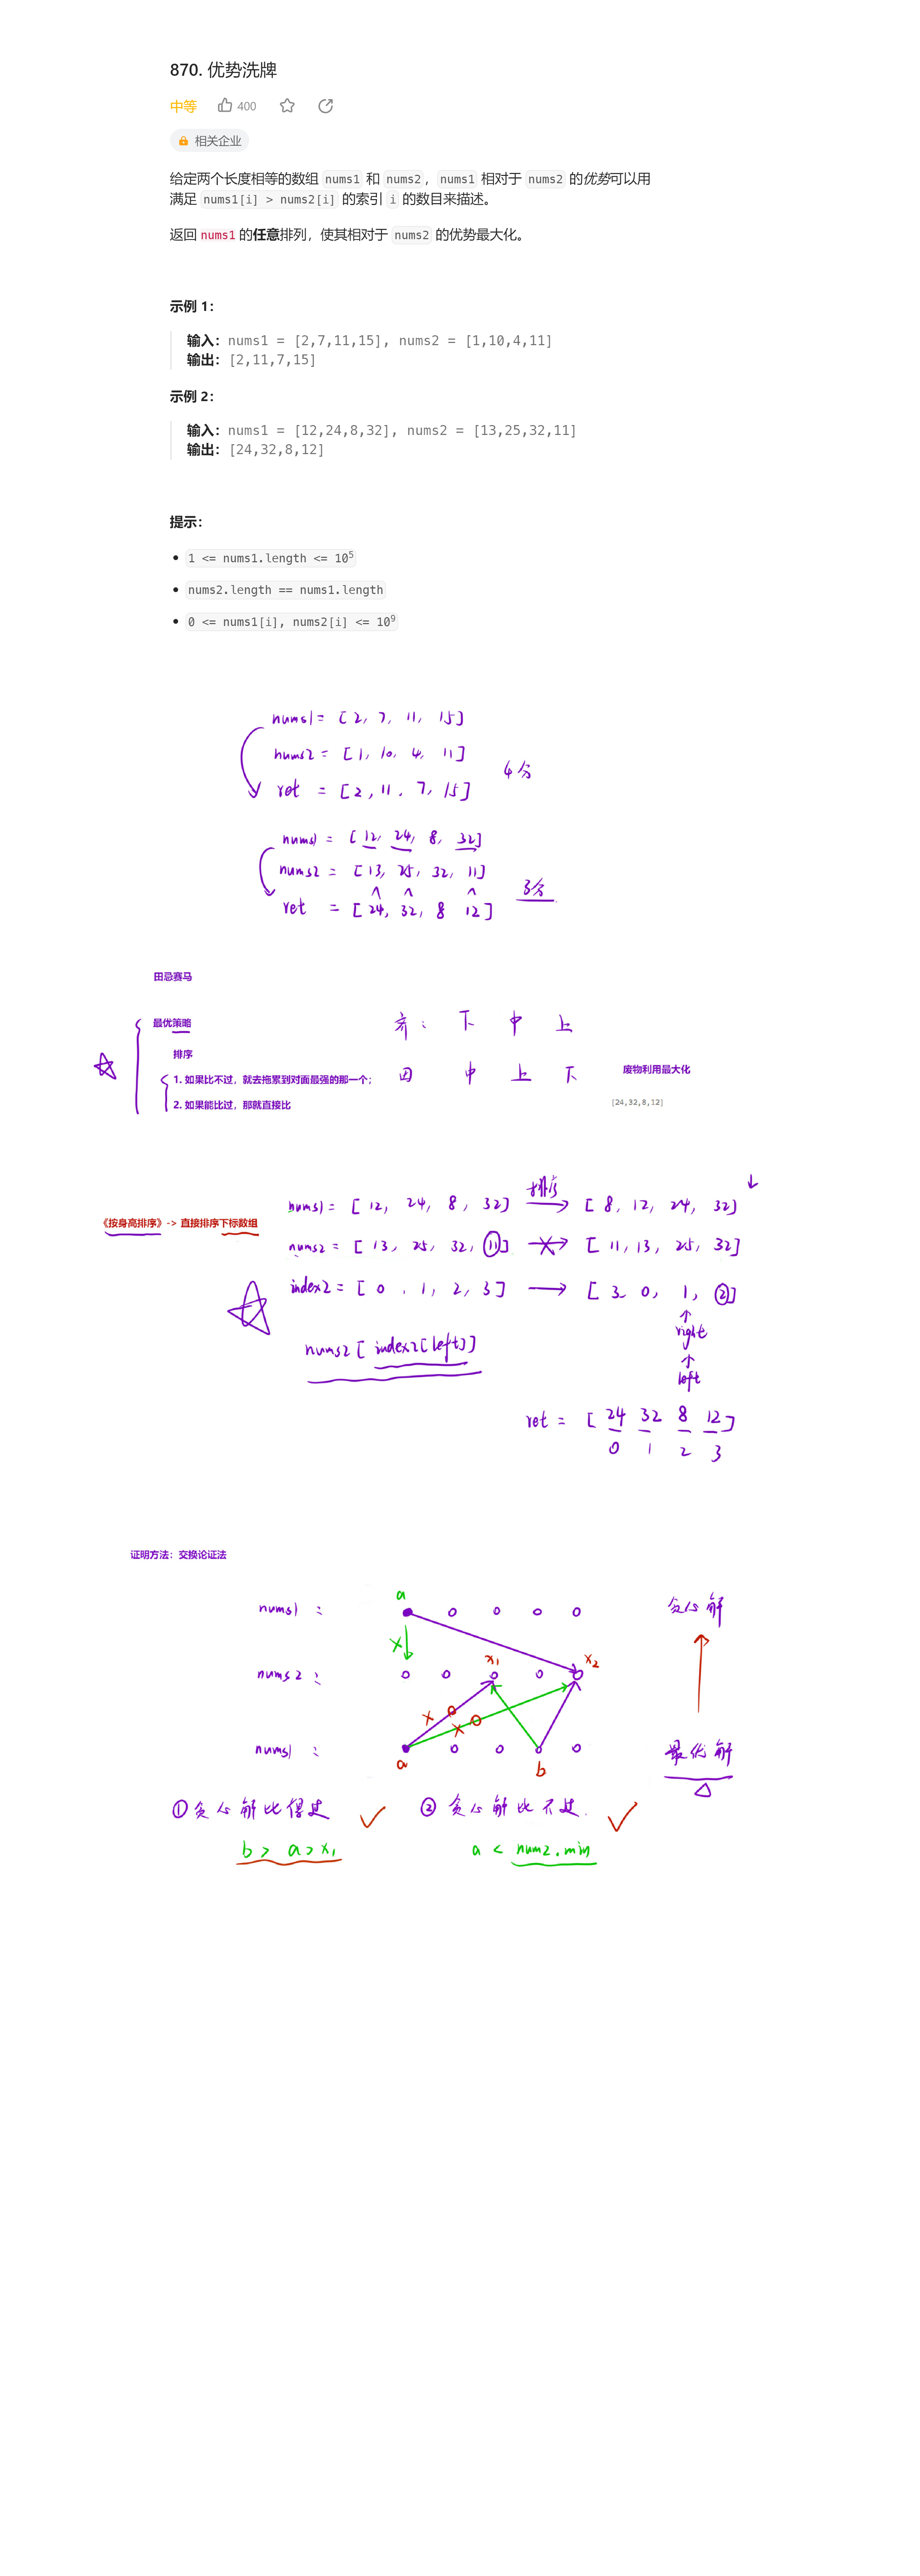 870. 优势洗牌
中等 400
相关企业
给定两个长度相等的数组 nums1 和 nums2，nums1 相对于 nums2 的优势可以用
满足 nums1[i] > nums2[i] 的索引 i 的数目来描述。
返回 nums1 的任意排列，使其相对于 nums2 的优势最大化。
示例 1：
输入：nums1 = [2,7,11,15], nums2 = [1,10,4,11]
输出：[2,11,7,15]
示例 2：
输入：nums1 = [12,24,8,32], nums2 = [13,25,32,11]
输出：[24,32,8,12]
提示：
• 1 <= nums1.length <= 10^5
• nums2.length == nums1.length
• 0 <= nums1[i], nums2[i] <= 10^9
nums1 = [2, 7, 11, 15]
nums2 = [1, 10, 4, 11]
ret = [2, 11, 7, 15]
4分
nums1 = [12, 24, 8, 32]
nums2 = [13, 25, 32, 11]
ret = [24, 32, 8 12]
3分
田忌赛马
最优策略
排序
1. 如果比不过，就去拖累到对面最强的那一个；
2. 如果能比过，那就直接比
齐： 下 中 上
田 中 上 下
废物利用最大化
[24,32,8,12]
《按身高排序》-> 直接排序下标数组
nums1 = [12, 24, 8, 32] 排序 → [8, 12, 24, 32] ↓
nums2 = [13, 25, 32, 11] → [11, 13, 25, 32]
index2 = [0, 1, 2, 3] → [3, 0, 1, 2]
↑
right
↑
left
nums2[index2[left]]
ret = [24 32 8 12]
0 1 2 3
证明方法：交换论证法
a
nums1 :
贪心解
x
x1 x2
nums2 :
x o x o
nums1 :
最优解
a b
① 贪心解比得过 ✓
② 贪心解比不过. ✓
b > a > x1
a < num2.min